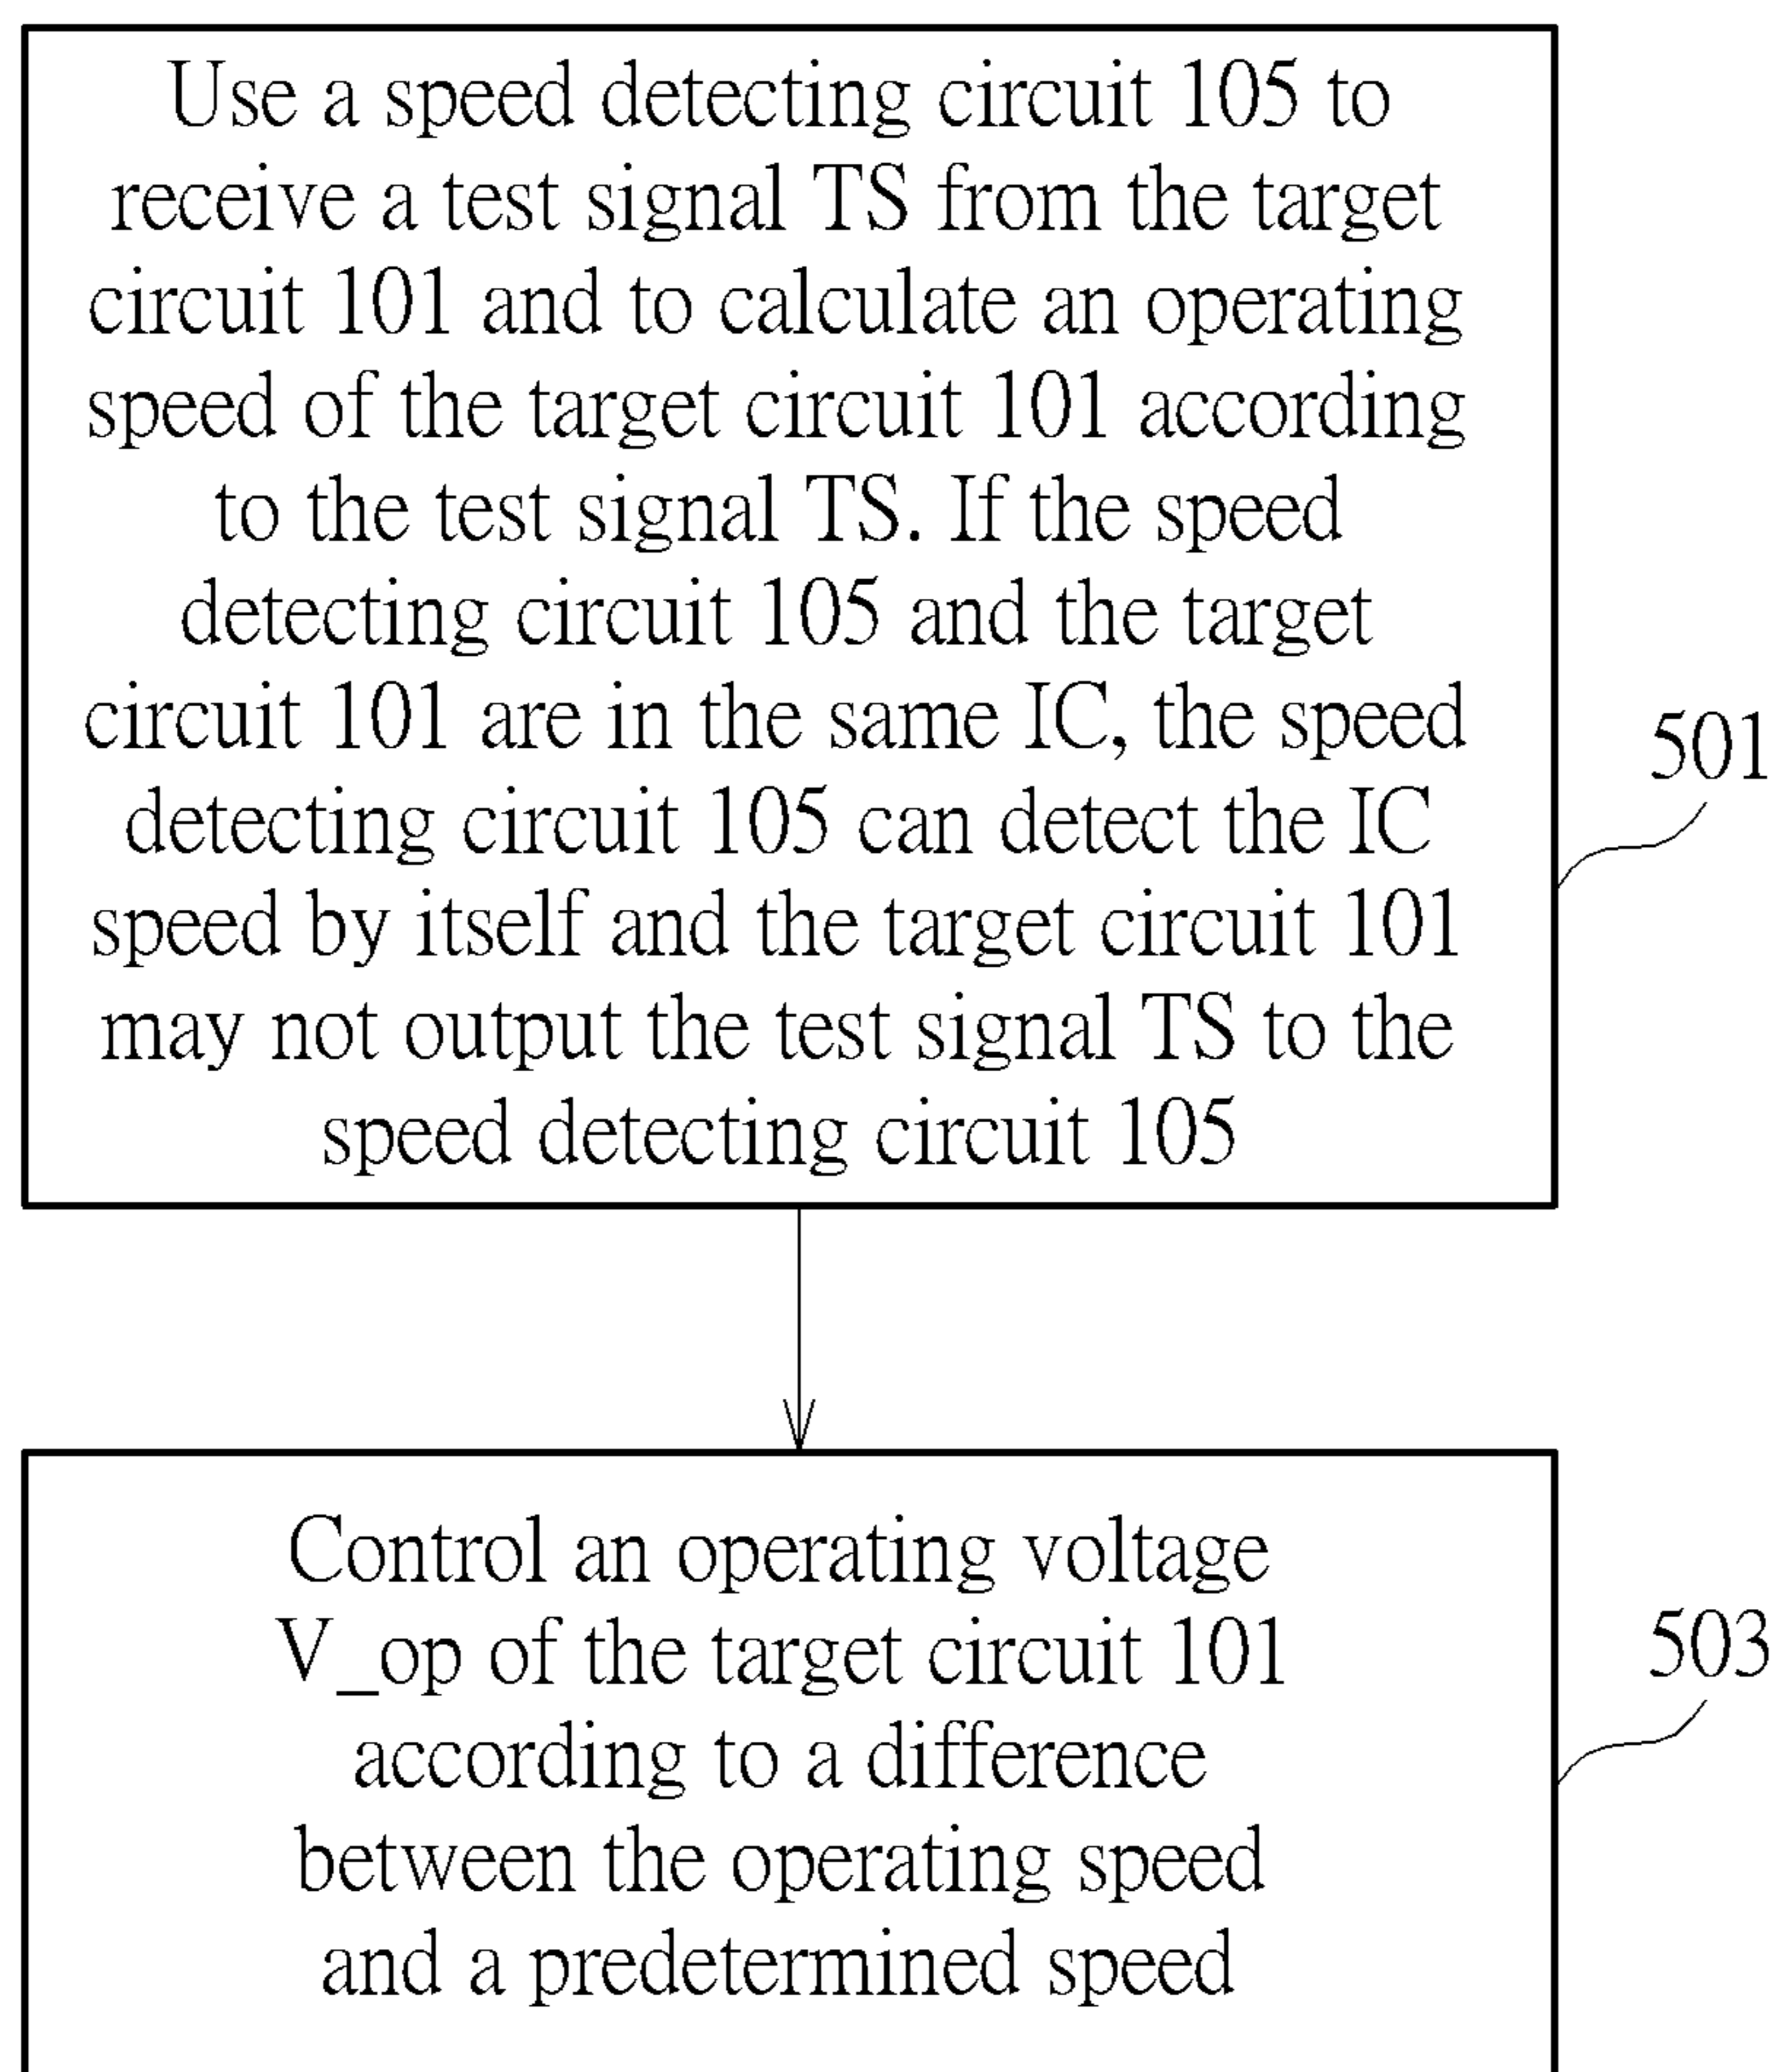 Use a speed detecting circuit 105 to
receive a test signal TS from the target
circuit 101 and to calculate an operating
speed of the target circuit 101 according
to the test signal TS. If the speed
detecting circuit 105 and the target
circuit 101 are in the same IC, the speed
detecting circuit 105 can detect the IC
speed by itself and the target circuit 101
may not output the test signal TS to the
speed detecting circuit 105
501
Control an operating voltage
V_op of the target circuit 101
according to a difference
between the operating speed
and a predetermined speed
503